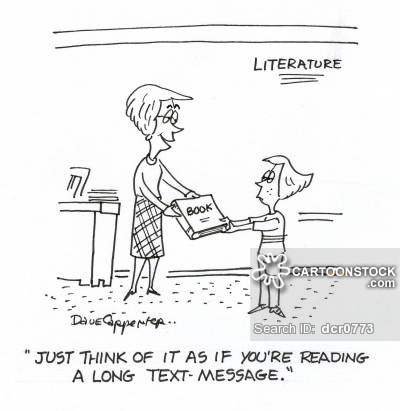 LITERATURE
BOOK
© CARTOONSTOCK
.com
Search ID: dcr0773
Dave Carpenter..
"JUST THINK OF IT AS IF YOU'RE READING
A LONG TEXT-MESSAGE."